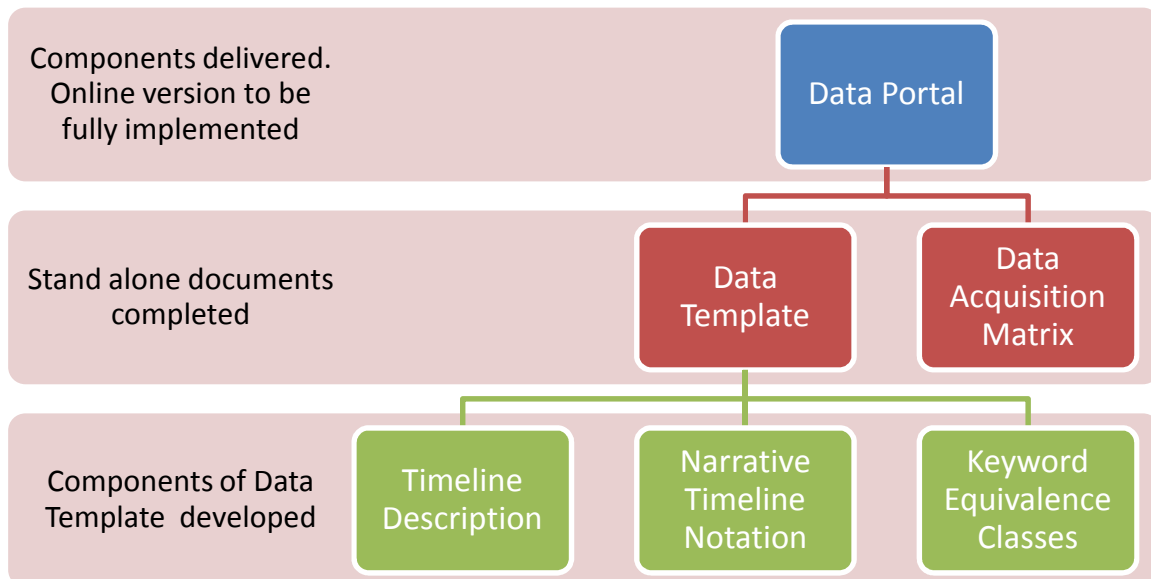 Components delivered.
Online version to be
fully implemented
Data Portal
Stand alone documents
completed
Data
Template
Data
Acquisition
Matrix
Components of Data
Template  developed
Timeline
Description
Narrative
Timeline
Notation
Keyword
Equivalence
Classes